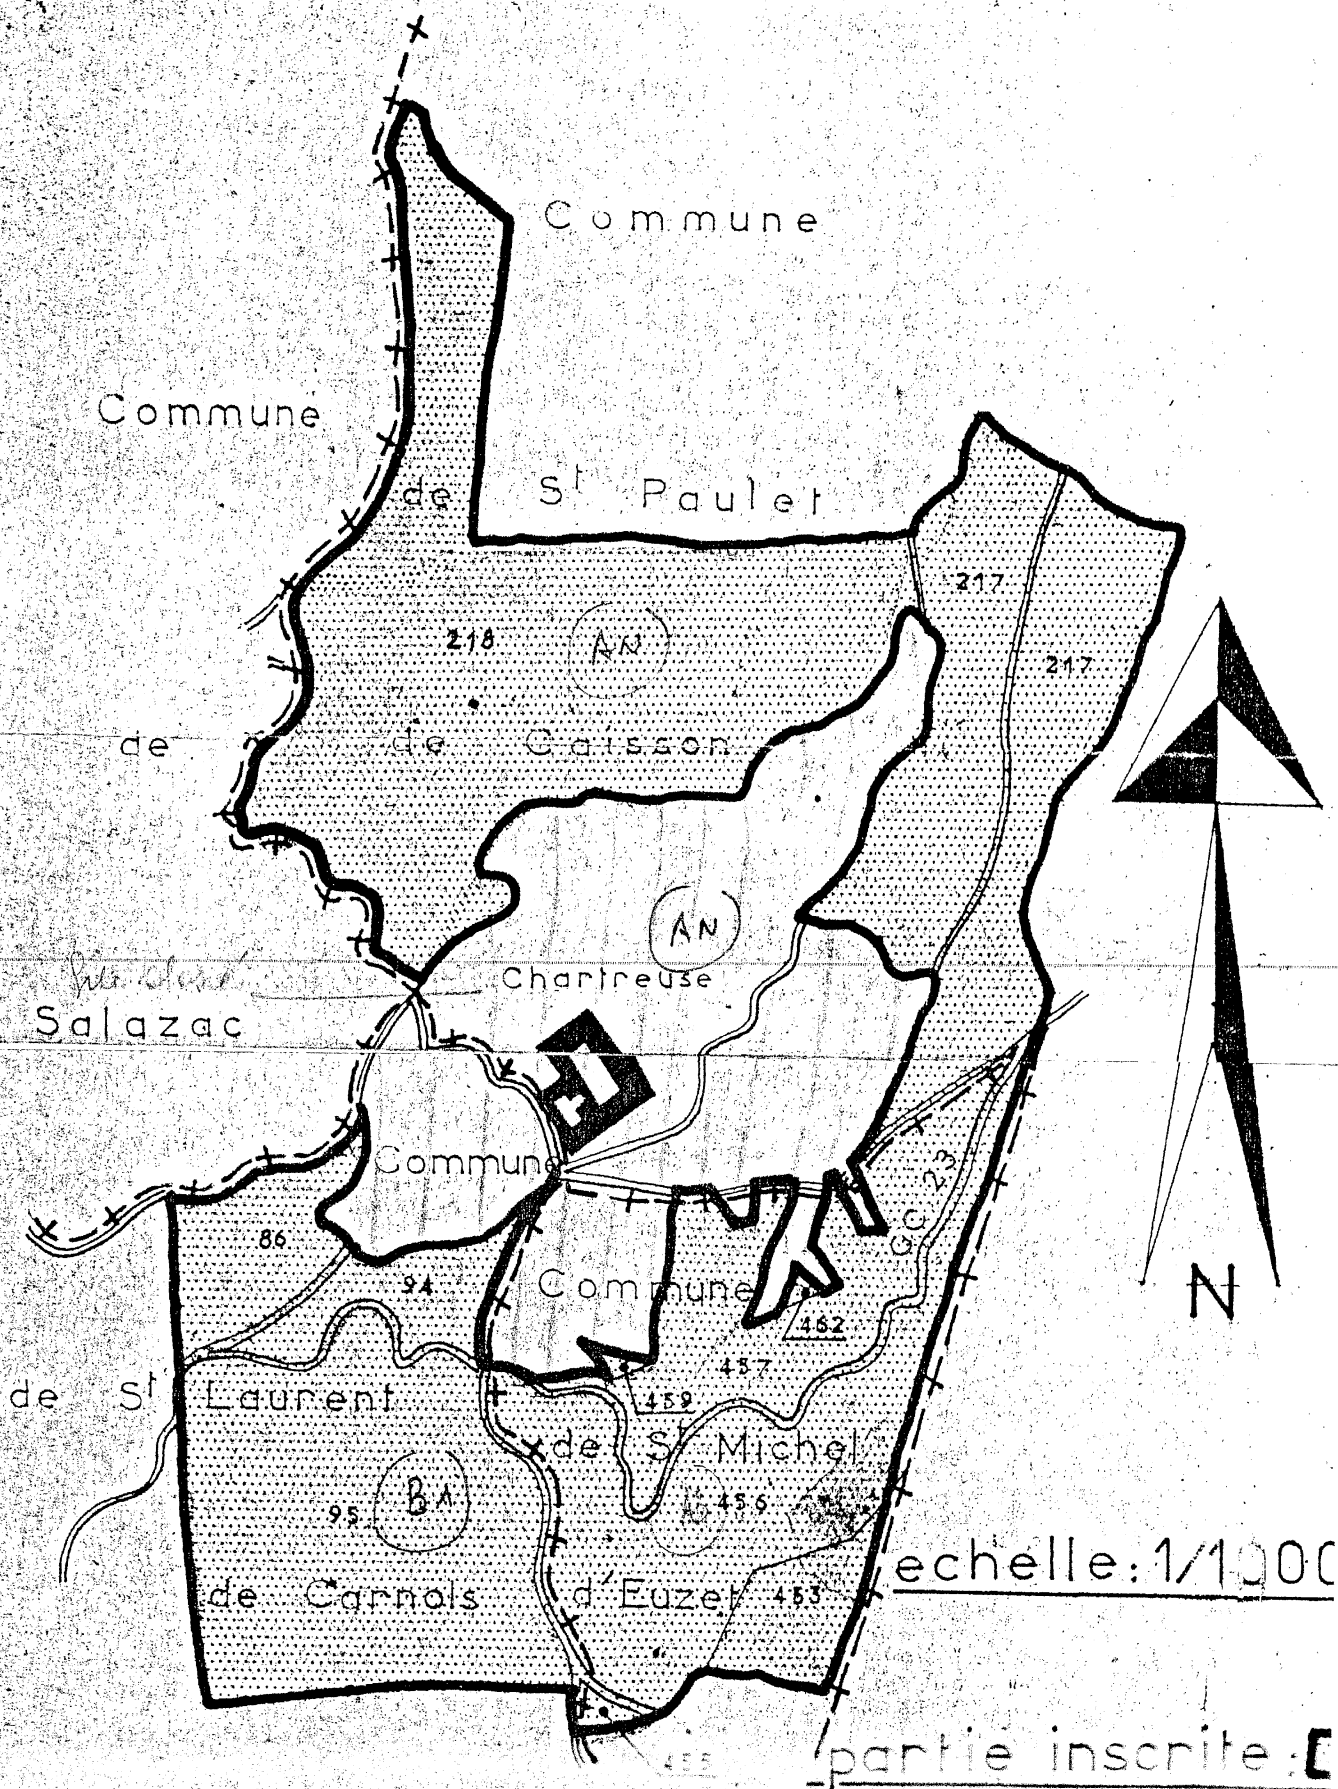 Commune
Commune
de St Paulet
217
218
AN
217
de
de Caisson
AN
Chartreuse
Salazac
Commune
23
86
GC
94
Commune
N
462
457
de St Laurent
459
de St Michel
BA
456
95
echelle: 1/1000
de Carnols
d'Euzet
453
partie inscrite :
455